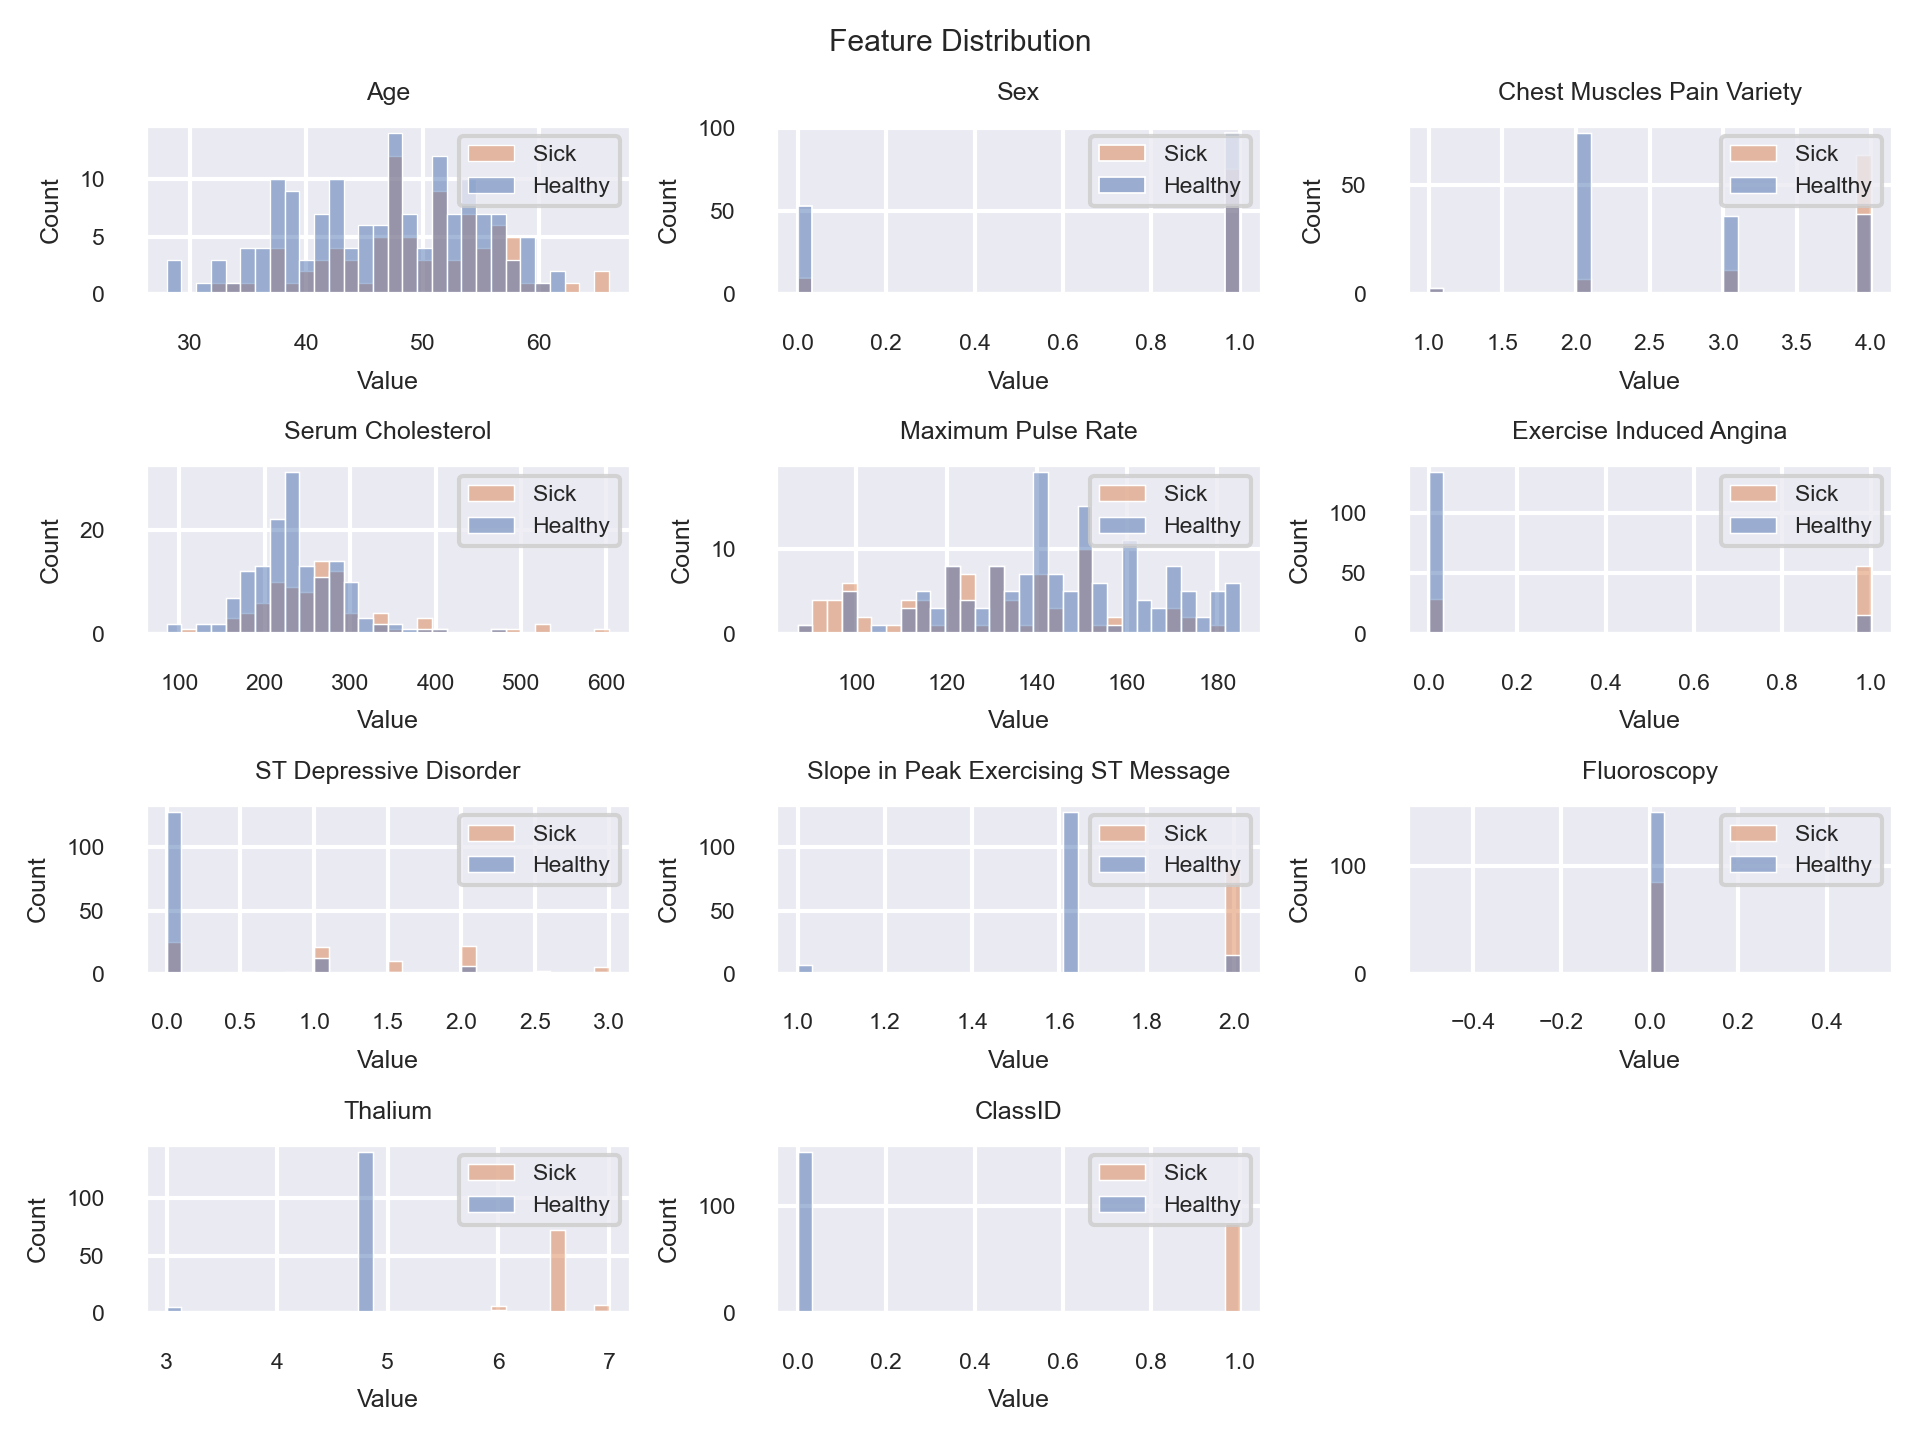 Feature Distribution
Age
Sick
Healthy
10
5
0
Count
30 40 50 60
Value
Sex
Sick
Healthy
100
50
0
Count
0.0 0.2 0.4 0.6 0.8 1.0
Value
Chest Muscles Pain Variety
Sick
Healthy
50
0
Count
1.0 1.5 2.0 2.5 3.0 3.5 4.0
Value
Serum Cholesterol
Sick
Healthy
20
0
Count
100 200 300 400 500 600
Value
Maximum Pulse Rate
Sick
Healthy
10
0
Count
100 120 140 160 180
Value
Exercise Induced Angina
Sick
Healthy
100
50
0
Count
0.0 0.2 0.4 0.6 0.8 1.0
Value
ST Depressive Disorder
Sick
Healthy
100
50
0
Count
0.0 0.5 1.0 1.5 2.0 2.5 3.0
Value
Slope in Peak Exercising ST Message
Sick
Healthy
100
50
0
Count
1.0 1.2 1.4 1.6 1.8 2.0
Value
Fluoroscopy
Sick
Healthy
100
0
Count
−0.4 −0.2 0.0 0.2 0.4
Value
Thalium
Sick
Healthy
100
50
0
Count
3 4 5 6 7
Value
ClassID
Sick
Healthy
100
0
Count
0.0 0.2 0.4 0.6 0.8 1.0
Value